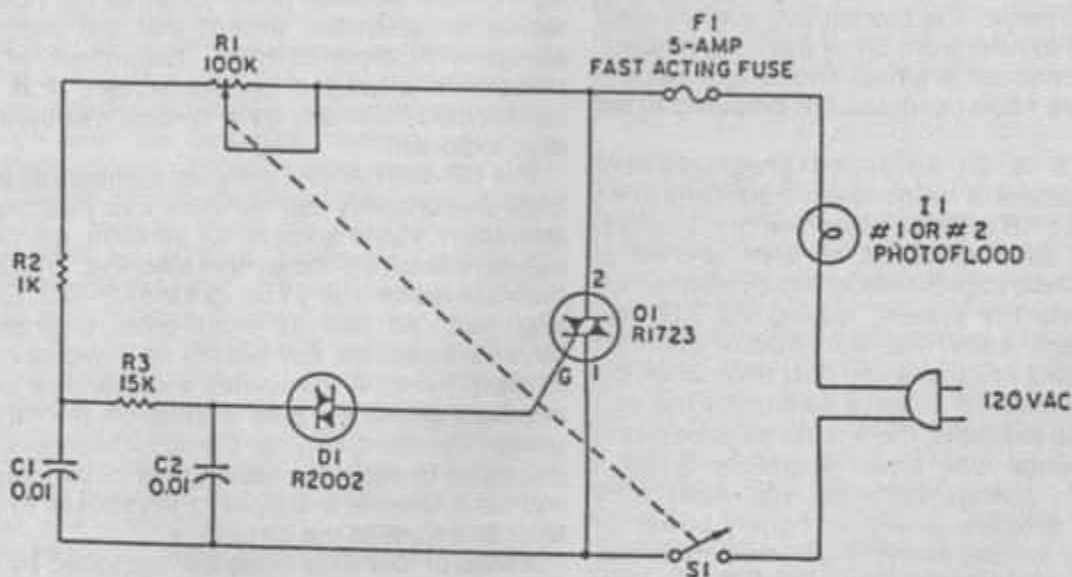 F1
5-AMP
FAST ACTING FUSE
R1
100K
I1
#1 OR #2
PHOTOFLOOD
R2
1K
2
Q1
R1723
G
1
R3
15K
120VAC
D1
R2002
C1
0.01
C2
0.01
S1